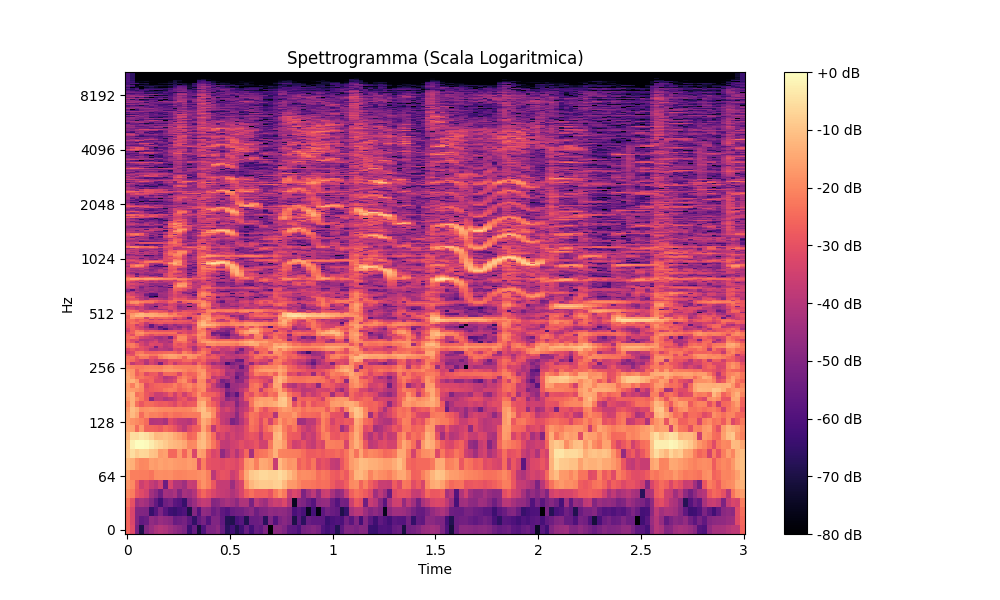 Spettrogramma (Scala Logaritmica)
8192
4096
2048
1024
512
256
128
64
0
Hz
0
0.5
1
1.5
2
2.5
3
Time
+0 dB
-10 dB
-20 dB
-30 dB
-40 dB
-50 dB
-60 dB
-70 dB
-80 dB